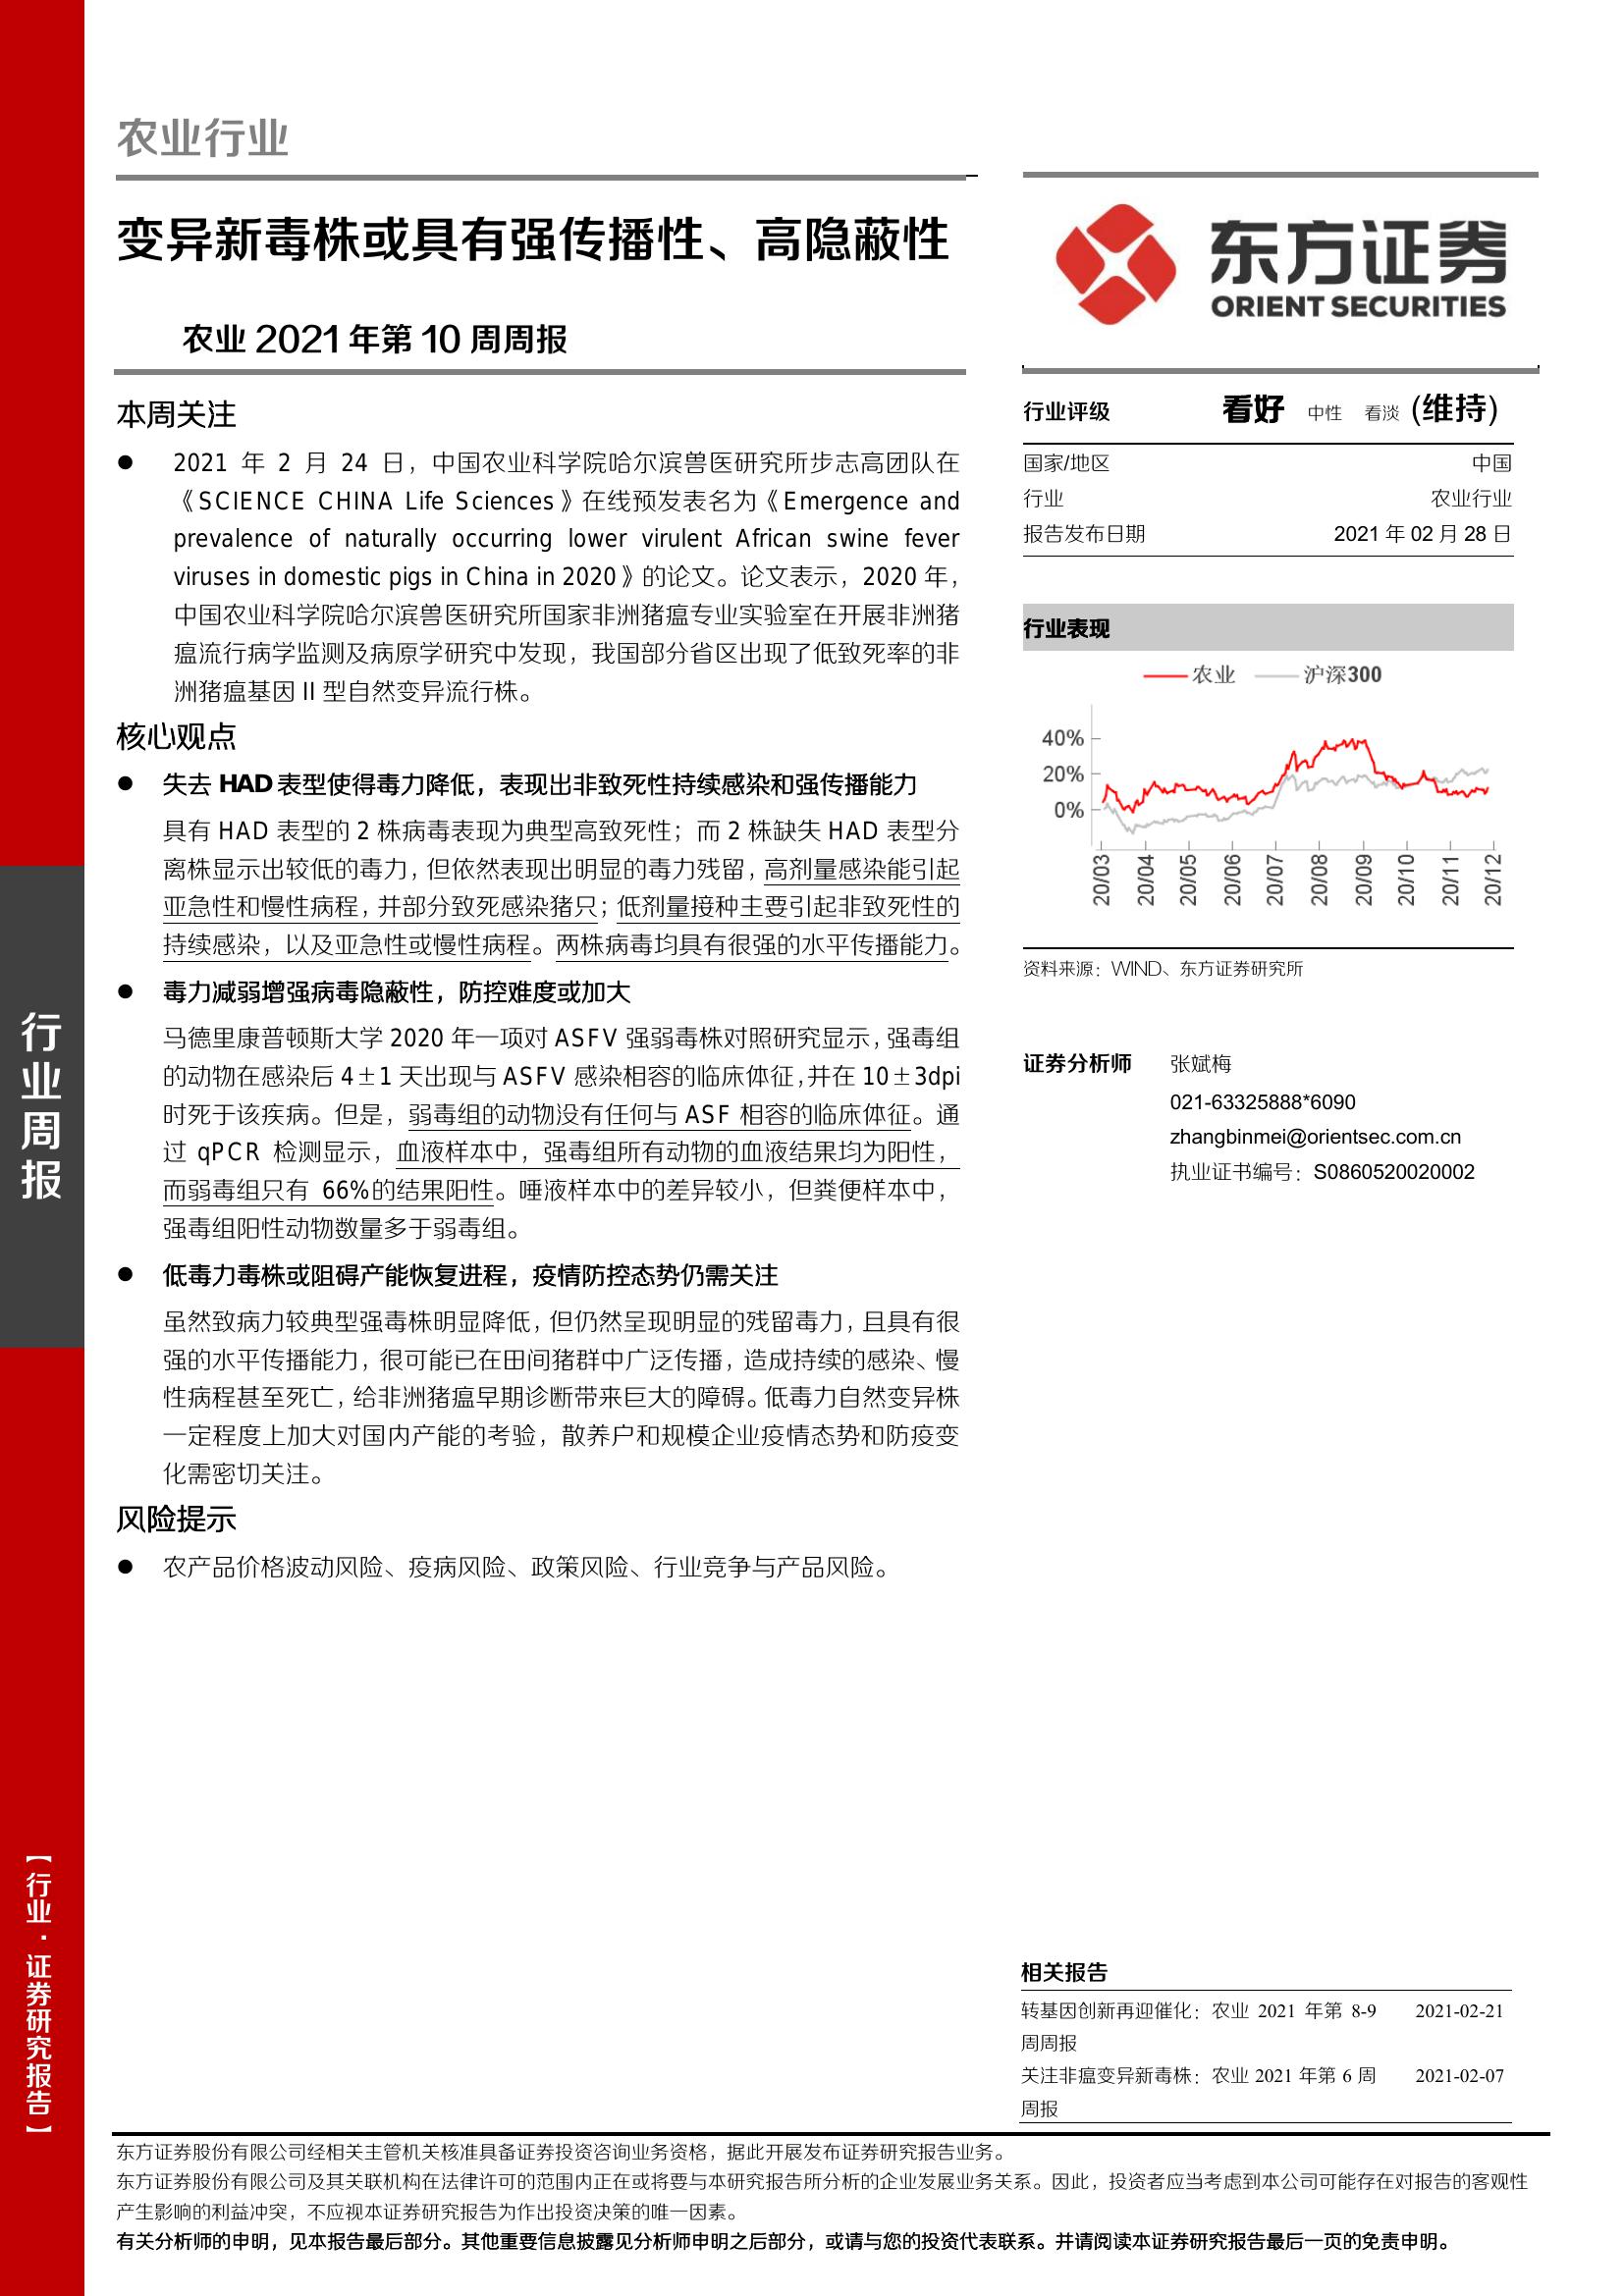 农业行业
变异新毒株或具有强传播性、高隐蔽性
农业 2021 年第 10 周周报
本周关注
● 2021 年 2 月 24 日，中国农业科学院哈尔滨兽医研究所步志高团队在
《SCIENCE CHINA Life Sciences》在线预发表名为《Emergence and
prevalence of naturally occurring lower virulent African swine fever
viruses in domestic pigs in China in 2020》的论文。论文表示，2020 年，
中国农业科学院哈尔滨兽医研究所国家非洲猪瘟专业实验室在开展非洲猪
瘟流行病学监测及病原学研究中发现，我国部分省区出现了低致死率的非
洲猪瘟基因 II 型自然变异流行株。
核心观点
● 失去 HAD 表型使得毒力降低，表现出非致死性持续感染和强传播能力
具有 HAD 表型的 2 株病毒表现为典型高致死性；而 2 株缺失 HAD 表型分
离株显示出较低的毒力，但依然表现出明显的毒力残留，高剂量感染能引起
亚急性和慢性病程，并部分致死感染猪只；低剂量接种主要引起非致死性的
持续感染，以及亚急性或慢性病程。两株病毒均具有很强的水平传播能力。
● 毒力减弱增强病毒隐蔽性，防控难度或加大
马德里康普顿斯大学 2020 年一项对 ASFV 强弱毒株对照研究显示，强毒组
的动物在感染后 4±1 天出现与 ASFV 感染相容的临床体征，并在 10±3dpi
时死于该疾病。但是，弱毒组的动物没有任何与 ASF 相容的临床体征。通
过 qPCR 检测显示，血液样本中，强毒组所有动物的血液结果均为阳性，
而弱毒组只有 66%的结果阳性。唾液样本中的差异较小，但粪便样本中，
强毒组阳性动物数量多于弱毒组。
● 低毒力毒株或阻碍产能恢复进程，疫情防控态势仍需关注
虽然致病力较典型强毒株明显降低，但仍然呈现明显的残留毒力，且具有很
强的水平传播能力，很可能已在田间猪群中广泛传播，造成持续的感染、慢
性病程甚至死亡，给非洲猪瘟早期诊断带来巨大的障碍。低毒力自然变异株
一定程度上加大对国内产能的考验，散养户和规模企业疫情态势和防疫变
化需密切关注。
风险提示
● 农产品价格波动风险、疫病风险、政策风险、行业竞争与产品风险。
东方证券
ORIENT SECURITIES
行业评级 看好 中性 看淡 (维持)
国家/地区 中国
行业 农业行业
报告发布日期 2021 年 02 月 28 日
行业表现
农业 沪深300
40%
20%
0%
20/03 20/04 20/05 20/06 20/07 20/08 20/09 20/10 20/11 20/12
资料来源：WIND、东方证券研究所
证券分析师 张斌梅
021-63325888*6090
zhangbinmei@orientsec.com.cn
执业证书编号：S0860520020002
相关报告
转基因创新再迎催化：农业 2021 年第 8-9 2021-02-21
周周报
关注非瘟变异新毒株：农业 2021 年第 6 周 2021-02-07
周报
行业周报
【行业·证券研究报告】
东方证券股份有限公司经相关主管机关核准具备证券投资咨询业务资格，据此开展发布证券研究报告业务。
东方证券股份有限公司及其关联机构在法律许可的范围内正在或将要与本研究报告所分析的企业发展业务关系。因此，投资者应当考虑到本公司可能存在对报告的客观性
产生影响的利益冲突，不应视本证券研究报告为作出投资决策的唯一因素。
有关分析师的申明，见本报告最后部分。其他重要信息披露见分析师申明之后部分，或请与您的投资代表联系。并请阅读本证券研究报告最后一页的免责申明。